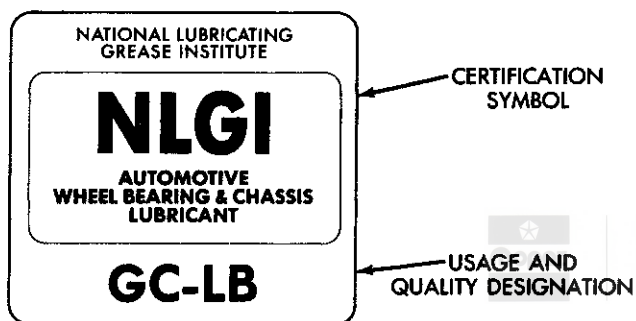 NATIONAL LUBRICATING
GREASE INSTITUTE
NLGI
AUTOMOTIVE
WHEEL BEARING & CHASSIS
LUBRICANT
GC-LB
CERTIFICATION
SYMBOL
USAGE AND
QUALITY DESIGNATION